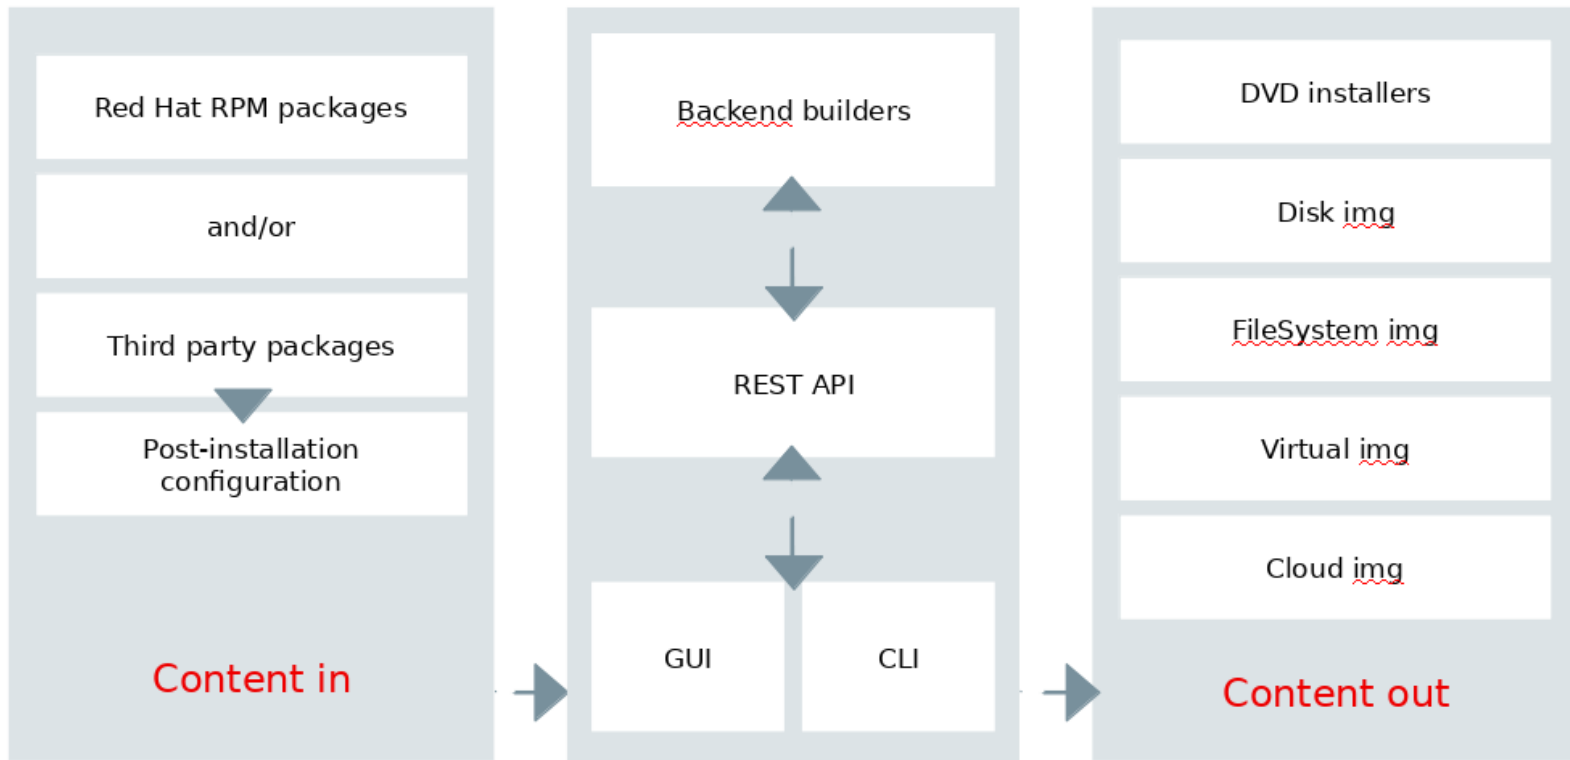 Red Hat RPM packages
and/or
Third party packages
Post-installation
configuration
Content in
Backend builders
REST API
GUI
CLI
DVD installers
Disk img
FileSystem img
Virtual img
Cloud img
Content out